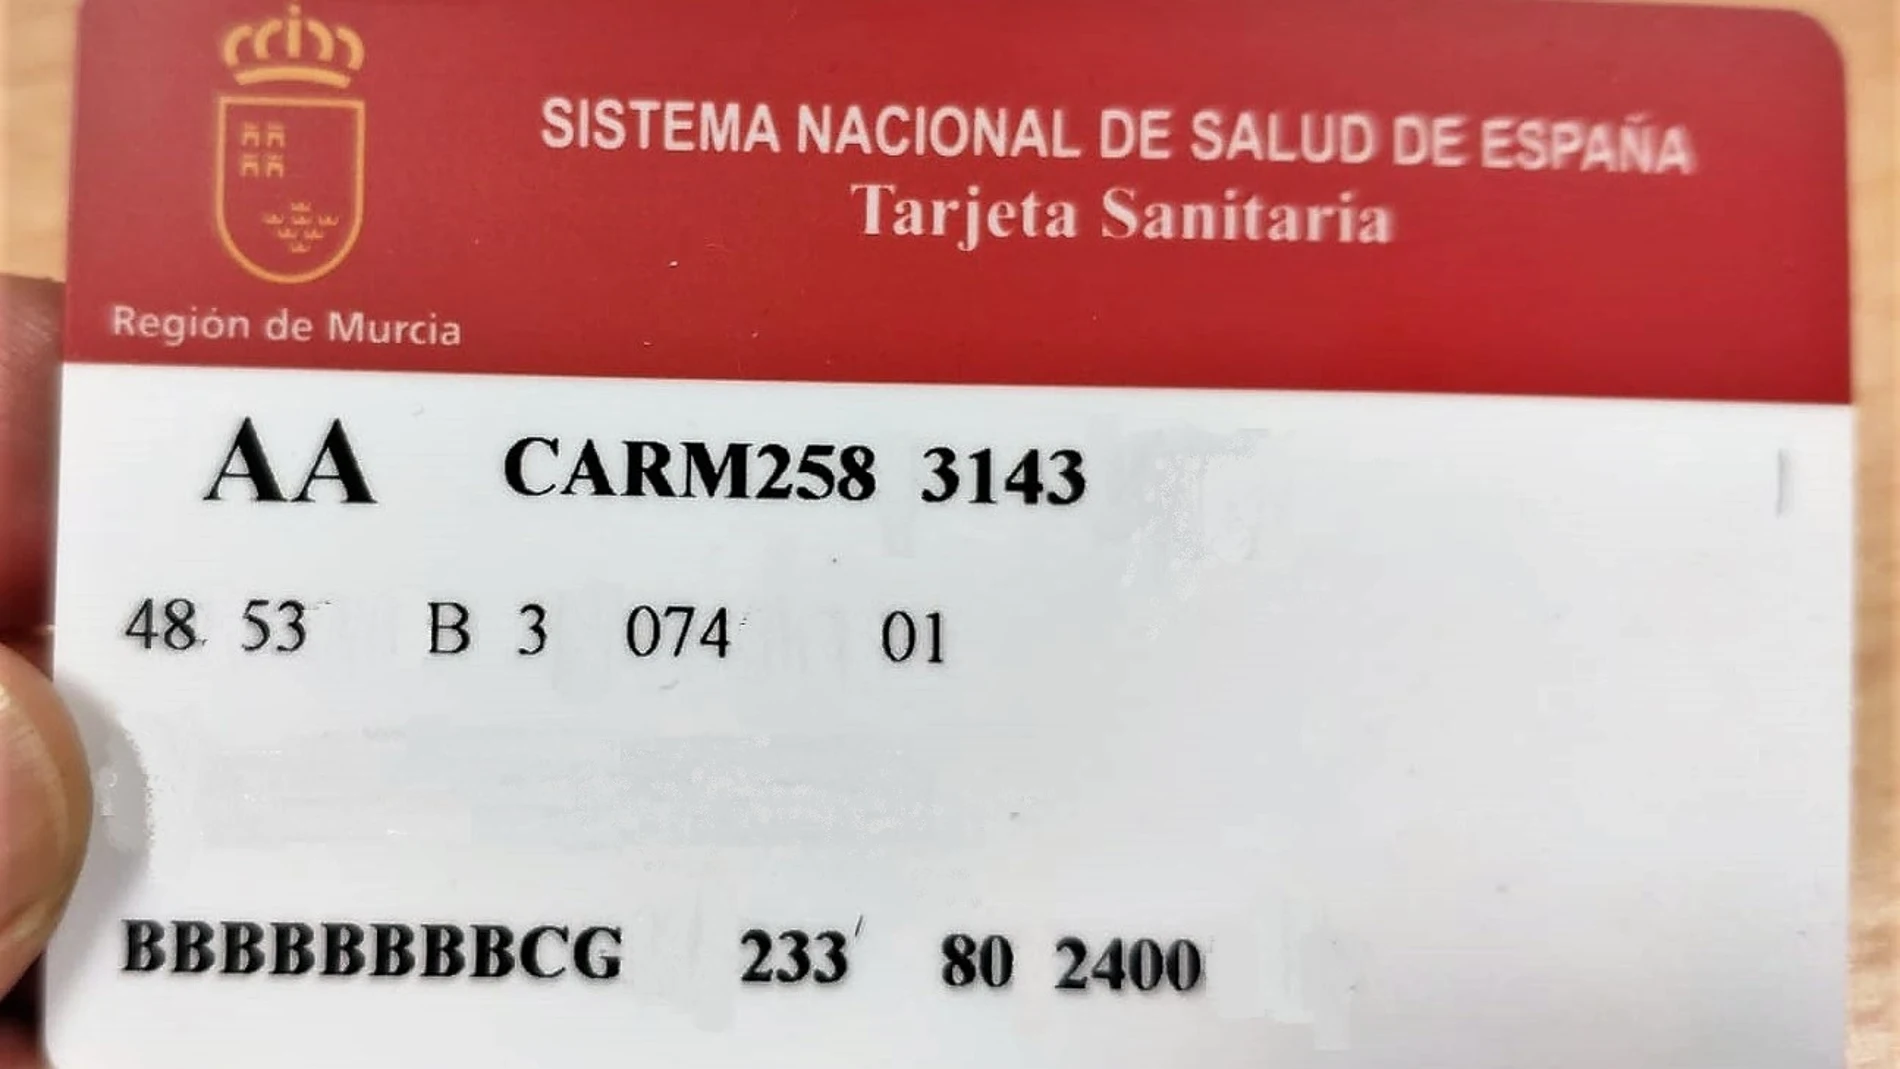 SISTEMA NACIONAL DE SALUD DE ESPAÑA
Tarjeta Sanitaria
Región de Murcia
AA CARM258 3143
48 53 B 3 074 01
BBBBBBBBCG 233 80 2400